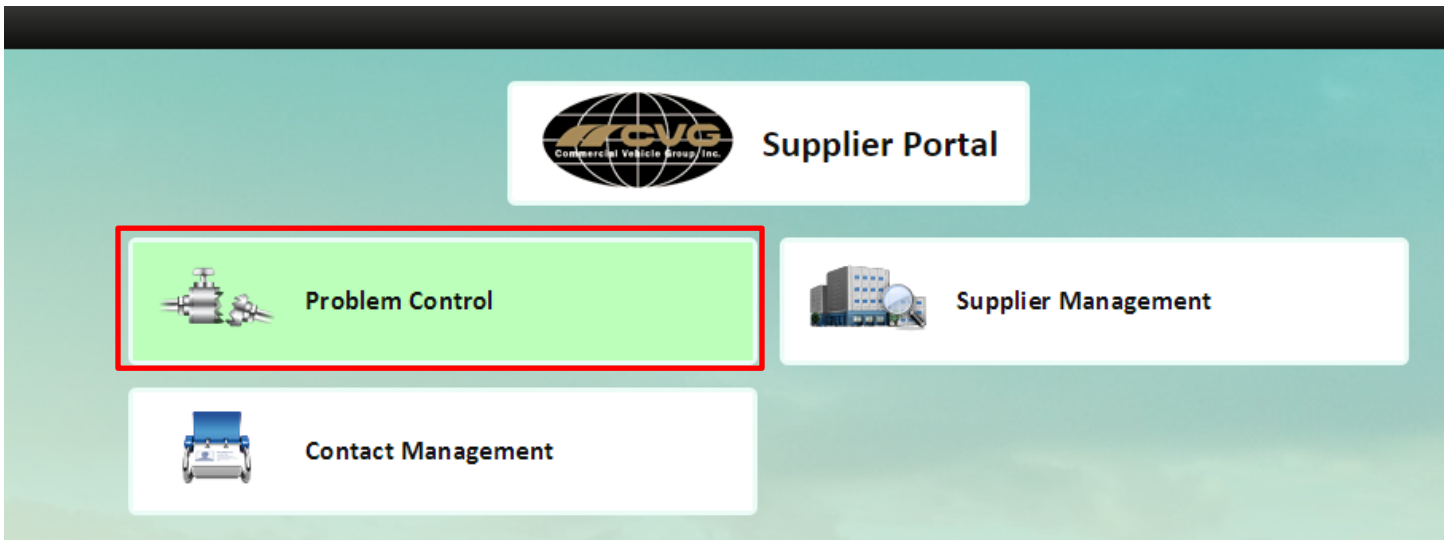 CVG
Commercial Vehicle Group, Inc.
Supplier Portal
Problem Control
Supplier Management
Contact Management